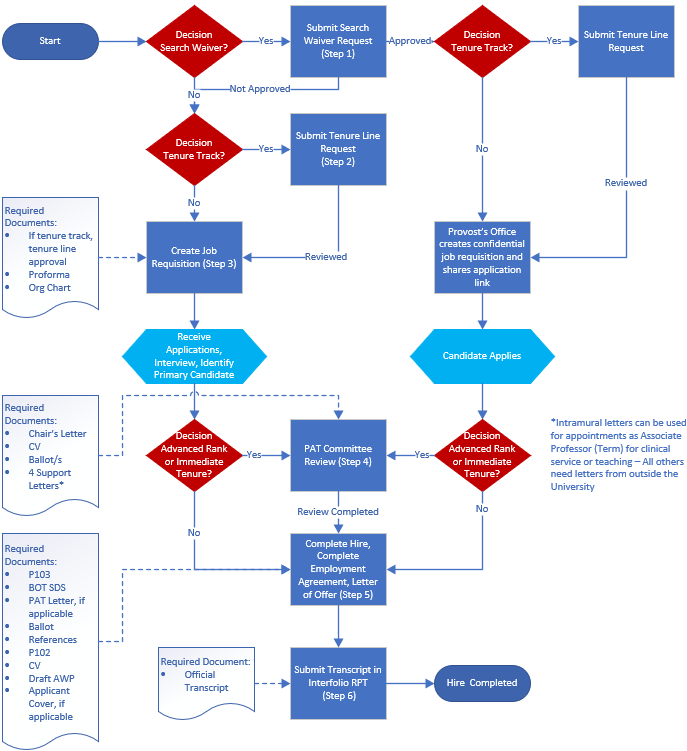 Start
Decision
Search Waiver?
Yes
Submit Search
Waiver Request
(Step 1)
Approved
Decision
Tenure Track?
Yes
Submit Tenure Line
Request
Not Approved
No
Decision
Tenure Track?
Yes
Submit Tenure Line
Request
(Step 2)
No
Reviewed
No
Required
Documents:
• If tenure track,
tenure line
approval
• Proforma
• Org Chart
Create Job
Requisition (Step 3)
Reviewed
Provost's Office
creates confidential
job requisition and
shares application
link
Receive
Applications,
Interview, Identify
Primary Candidate
Candidate Applies
Required
Documents:
• Chair's Letter
• CV
• Ballot/s
• 4 Support
Letters*
Decision
Advanced Rank
or Immediate
Tenure?
Yes
PAT Committee
Review (Step 4)
Yes
Decision
Advanced Rank
or Immediate
Tenure?
*Intramural letters can be used
for appointments as Associate
Professor (Term) for clinical
service or teaching – All others
need letters from outside the
University
No
Review Completed
No
Required
Documents:
• P103
• BOT SDS
• PAT Letter, if
applicable
• Ballot
• References
• P102
• CV
• Draft AWP
• Applicant
Cover, if
applicable
Complete Hire,
Complete
Employment
Agreement, Letter
of Offer (Step 5)
Required Document:
• Official
Transcript
Submit Transcript in
Interfolio RPT
(Step 6)
Hire Completed